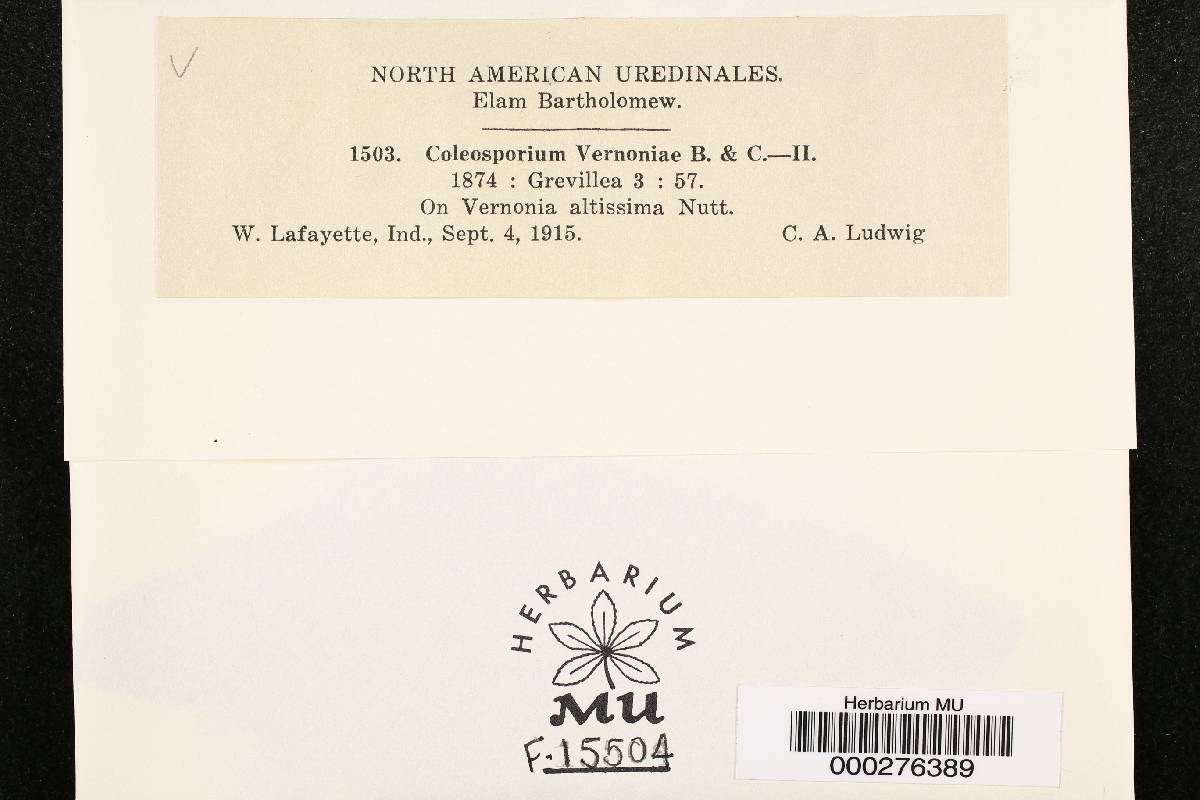 NORTH AMERICAN UREDINALES.
Elam Bartholomew.
1503. Coleosporium Vernoniae B. & C.—II.
1874 : Grevillea 3 : 57.
On Vernonia altissima Nutt.
W. Lafayette, Ind., Sept. 4, 1915. C. A. Ludwig
HERBARIUM
MU
F-15504
Herbarium MU
000276389